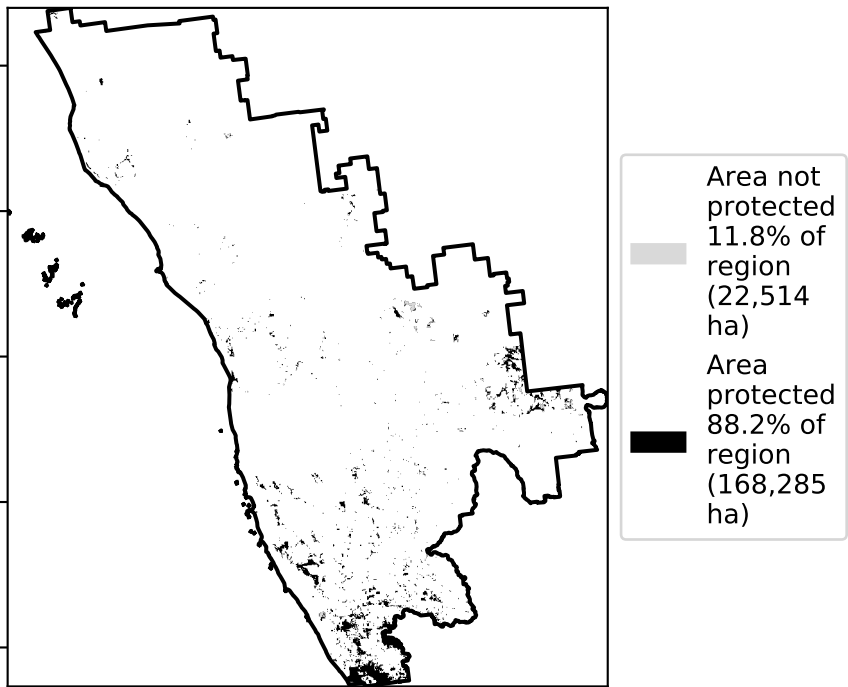 Area not
protected
11.8% of
region
(22,514
ha)
Area
protected
88.2% of
region
(168,285
ha)